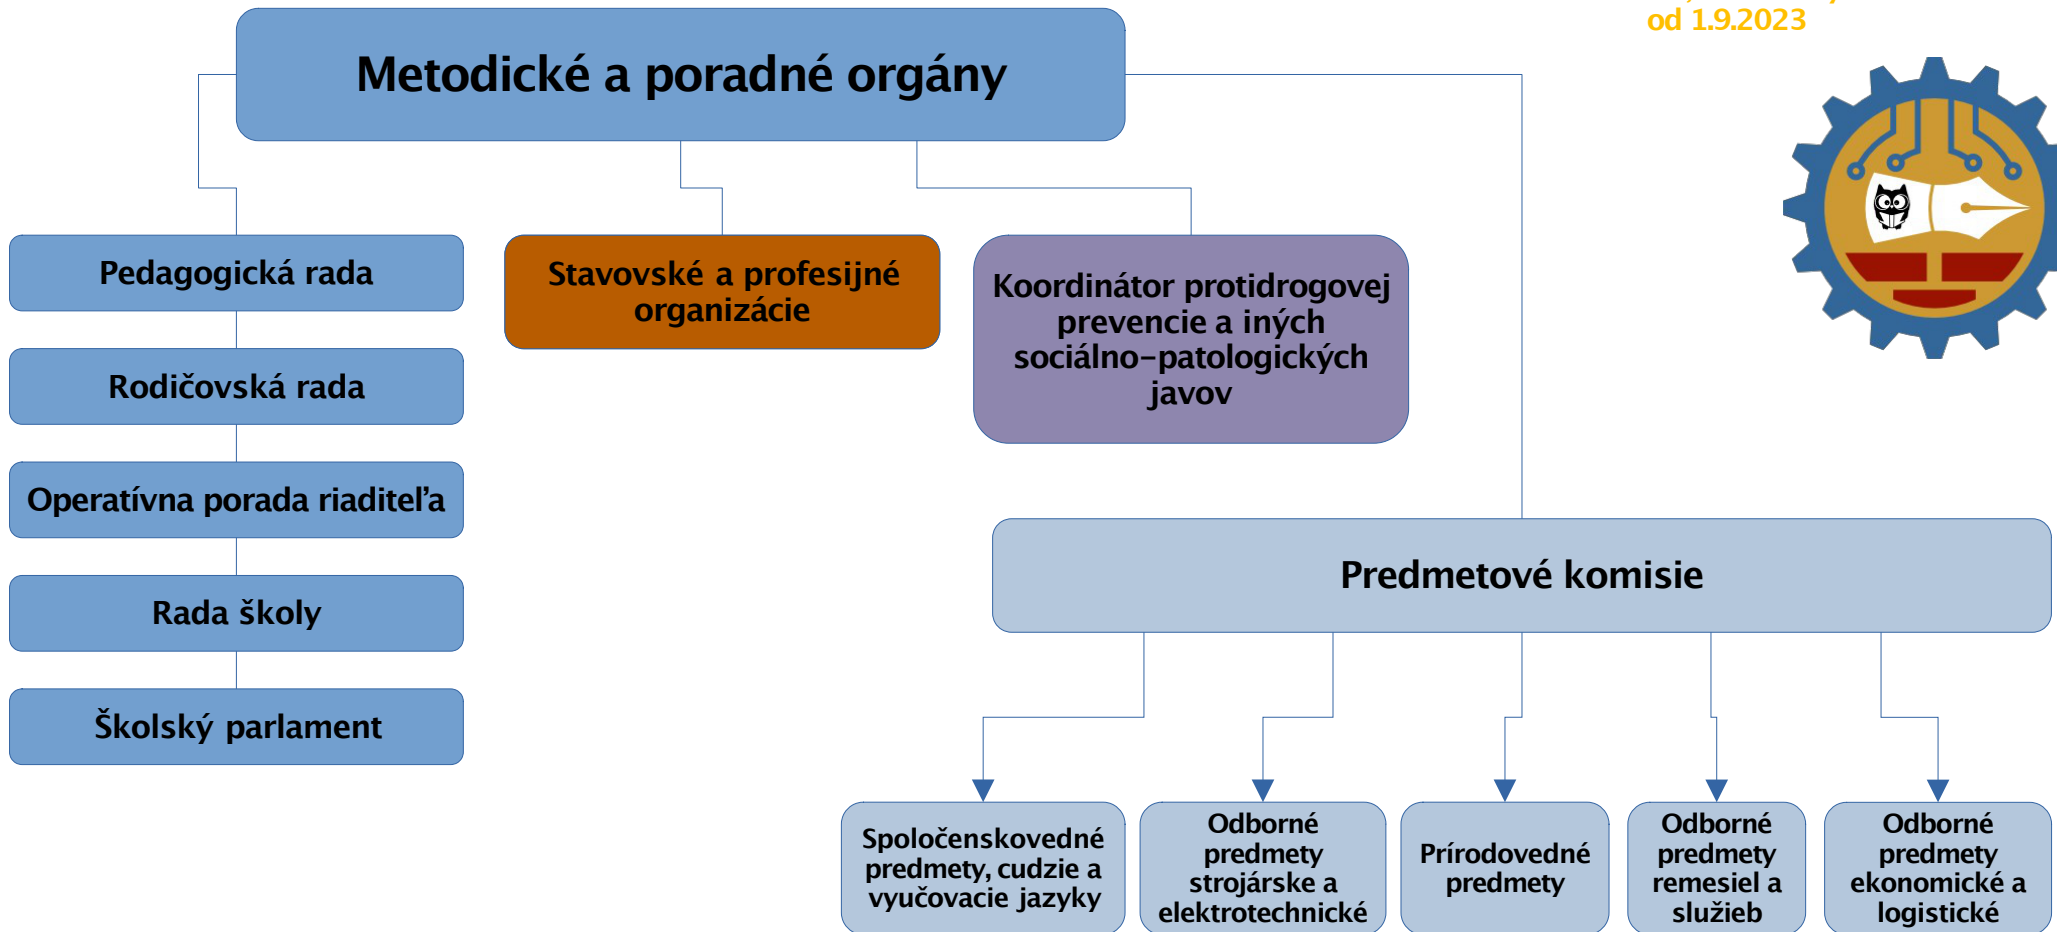 od 1.9.2023
Metodické a poradné orgány
Pedagogická rada
Rodičovská rada
Operatívna porada riaditeľa
Rada školy
Školský parlament
Stavovské a profesijné
organizácie
Koordinátor protidrogovej
prevencie a iných
sociálno-patologických
javov
Predmetové komisie
Spoločenskovedné
predmety, cudzie a
vyučovacie jazyky
Odborné
predmety
strojárske a
elektrotechnické
Prírodovedné
predmety
Odborné
predmety
remesiel a
služieb
Odborné
predmety
ekonomické a
logistické